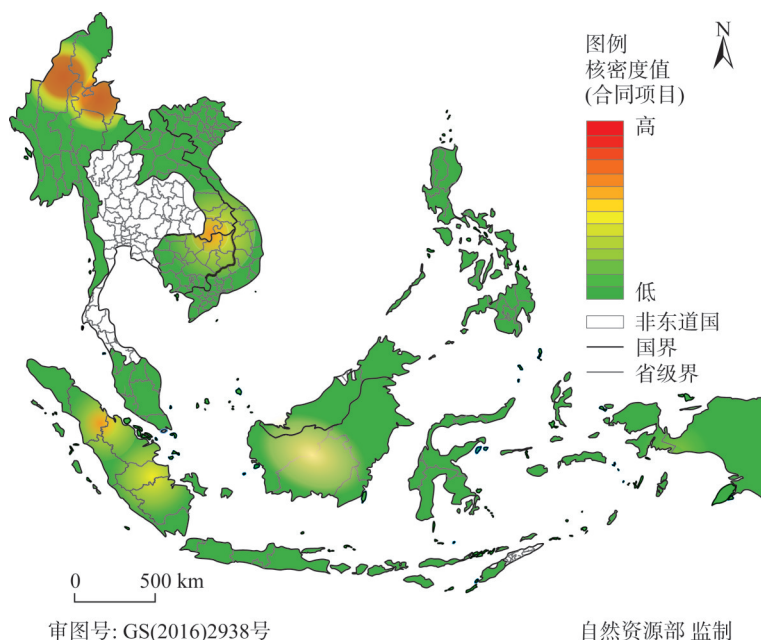 N
图例
核密度值
(合同项目)
高
低
非东道国
国界
省级界
0 500 km
审图号: GS(2016)2938号
自然资源部 监制